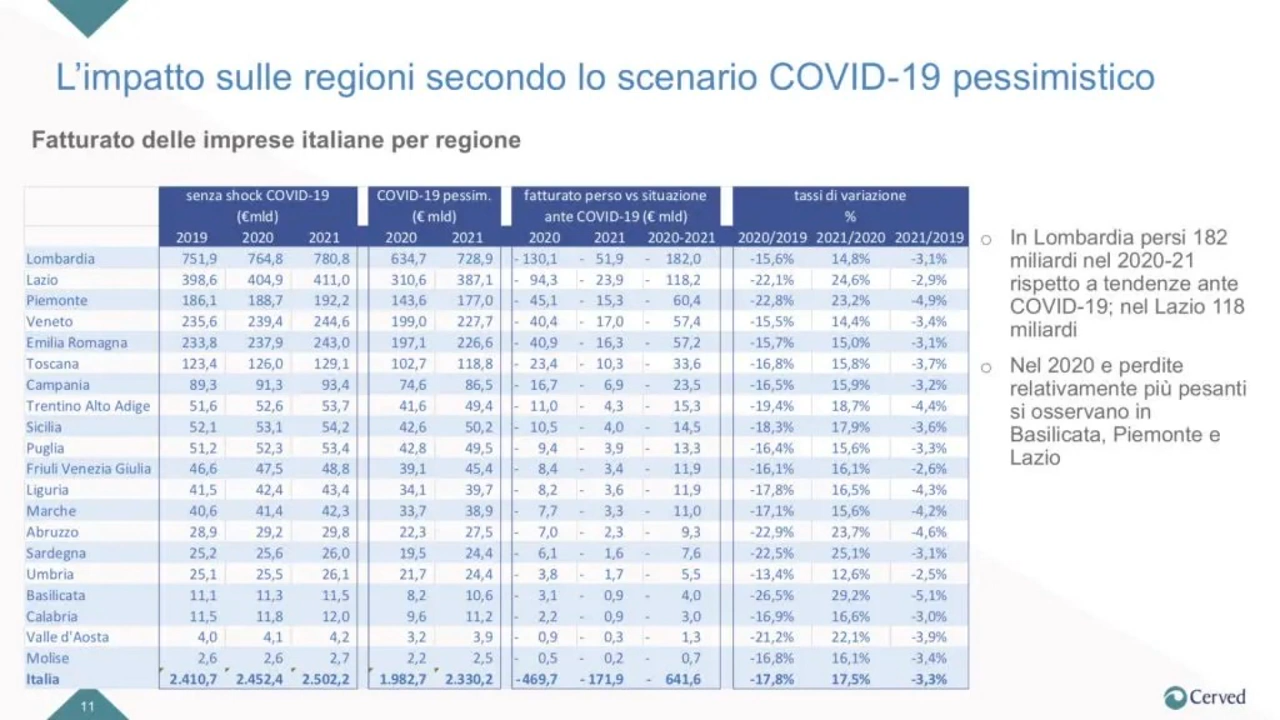 L’impatto sulle regioni secondo lo scenario COVID-19 pessimistico
Fatturato delle imprese italiane per regione
senza shock COVID-19 COVID-19 pessim. fatturato perso vs situazione tassi di variazione
(€mld) (€ mld) ante COVID-19 (€ mld) %
2019 2020 2021 2020 2021 2020 2021 2020-2021 2020/2019 2021/2020 2021/2019
Lombardia 751,9 764,8 780,8 634,7 728,9 - 130,1 - 51,9 - 182,0 -15,6% 14,8% -3,1%
Lazio 398,6 404,9 411,0 310,6 387,1 - 94,3 - 23,9 - 118,2 -22,1% 24,6% -2,9%
Piemonte 186,1 188,7 192,2 143,6 177,0 - 45,1 - 15,3 - 60,4 -22,8% 23,2% -4,9%
Veneto 235,6 239,4 244,6 199,0 227,7 - 40,4 - 17,0 - 57,4 -15,5% 14,4% -3,4%
Emilia Romagna 233,8 237,9 243,0 197,1 226,6 - 40,9 - 16,3 - 57,2 -15,7% 15,0% -3,1%
Toscana 123,4 126,0 129,1 102,7 118,8 - 23,4 - 10,3 - 33,6 -16,8% 15,8% -3,7%
Campania 89,3 91,3 93,4 74,6 86,5 - 16,7 - 6,9 - 23,5 -16,5% 15,9% -3,2%
Trentino Alto Adige 51,6 52,6 53,7 41,6 49,4 - 11,0 - 4,3 - 15,3 -19,4% 18,7% -4,4%
Sicilia 52,1 53,1 54,2 42,6 50,2 - 10,5 - 4,0 - 14,5 -18,3% 17,9% -3,6%
Puglia 51,2 52,3 53,4 42,8 49,5 - 9,4 - 3,9 - 13,3 -16,4% 15,6% -3,3%
Friuli Venezia Giulia 46,6 47,5 48,8 39,1 45,4 - 8,4 - 3,4 - 11,9 -16,1% 16,1% -2,6%
Liguria 41,5 42,4 43,4 34,1 39,7 - 8,2 - 3,6 - 11,9 -17,8% 16,5% -4,3%
Marche 40,6 41,4 42,3 33,7 38,9 - 7,7 - 3,3 - 11,0 -17,1% 15,6% -4,2%
Abruzzo 28,9 29,2 29,8 22,3 27,5 - 7,0 - 2,3 - 9,3 -22,9% 23,7% -4,6%
Sardegna 25,2 25,6 26,0 19,5 24,4 - 6,1 - 1,6 - 7,6 -22,5% 25,1% -3,1%
Umbria 25,1 25,5 26,1 21,7 24,4 - 3,8 - 1,7 - 5,5 -13,4% 12,6% -2,5%
Basilicata 11,1 11,3 11,5 8,2 10,6 - 3,1 - 0,9 - 4,0 -26,5% 29,2% -5,1%
Calabria 11,5 11,8 12,0 9,6 11,2 - 2,2 - 0,9 - 3,0 -16,9% 16,6% -3,0%
Valle d'Aosta 4,0 4,1 4,2 3,2 3,9 - 0,9 - 0,3 - 1,3 -21,2% 22,1% -3,9%
Molise 2,6 2,6 2,7 2,2 2,5 - 0,5 - 0,2 - 0,7 -16,8% 16,1% -3,4%
Italia 2.410,7 2.452,4 2.502,2 1.982,7 2.330,2 -469,7 - 171,9 - 641,6 -17,8% 17,5% -3,3%
o In Lombardia persi 182
miliardi nel 2020-21
rispetto a tendenze ante
COVID-19; nel Lazio 118
miliardi
o Nel 2020 e perdite
relativamente più pesanti
si osservano in
Basilicata, Piemonte e
Lazio
11
Cerved